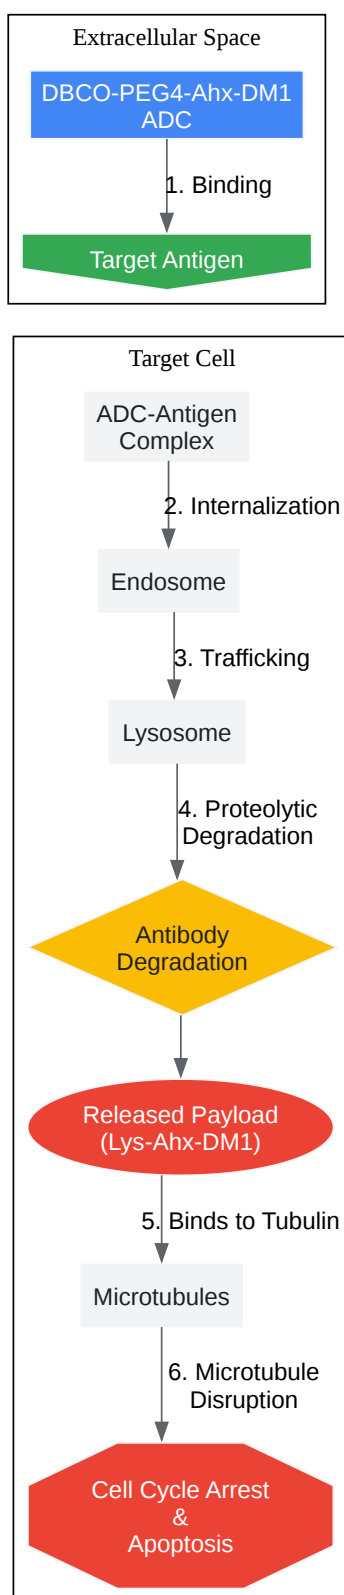 Extracellular Space
DBCO-PEG4-Ahx-DM1
ADC
1. Binding
Target Antigen
Target Cell
ADC-Antigen
Complex
2. Internalization
Endosome
3. Trafficking
Lysosome
4. Proteolytic
Degradation
Antibody
Degradation
Released Payload
(Lys-Ahx-DM1)
5. Binds to Tubulin
Microtubules
6. Microtubule
Disruption
Cell Cycle Arrest
&
Apoptosis